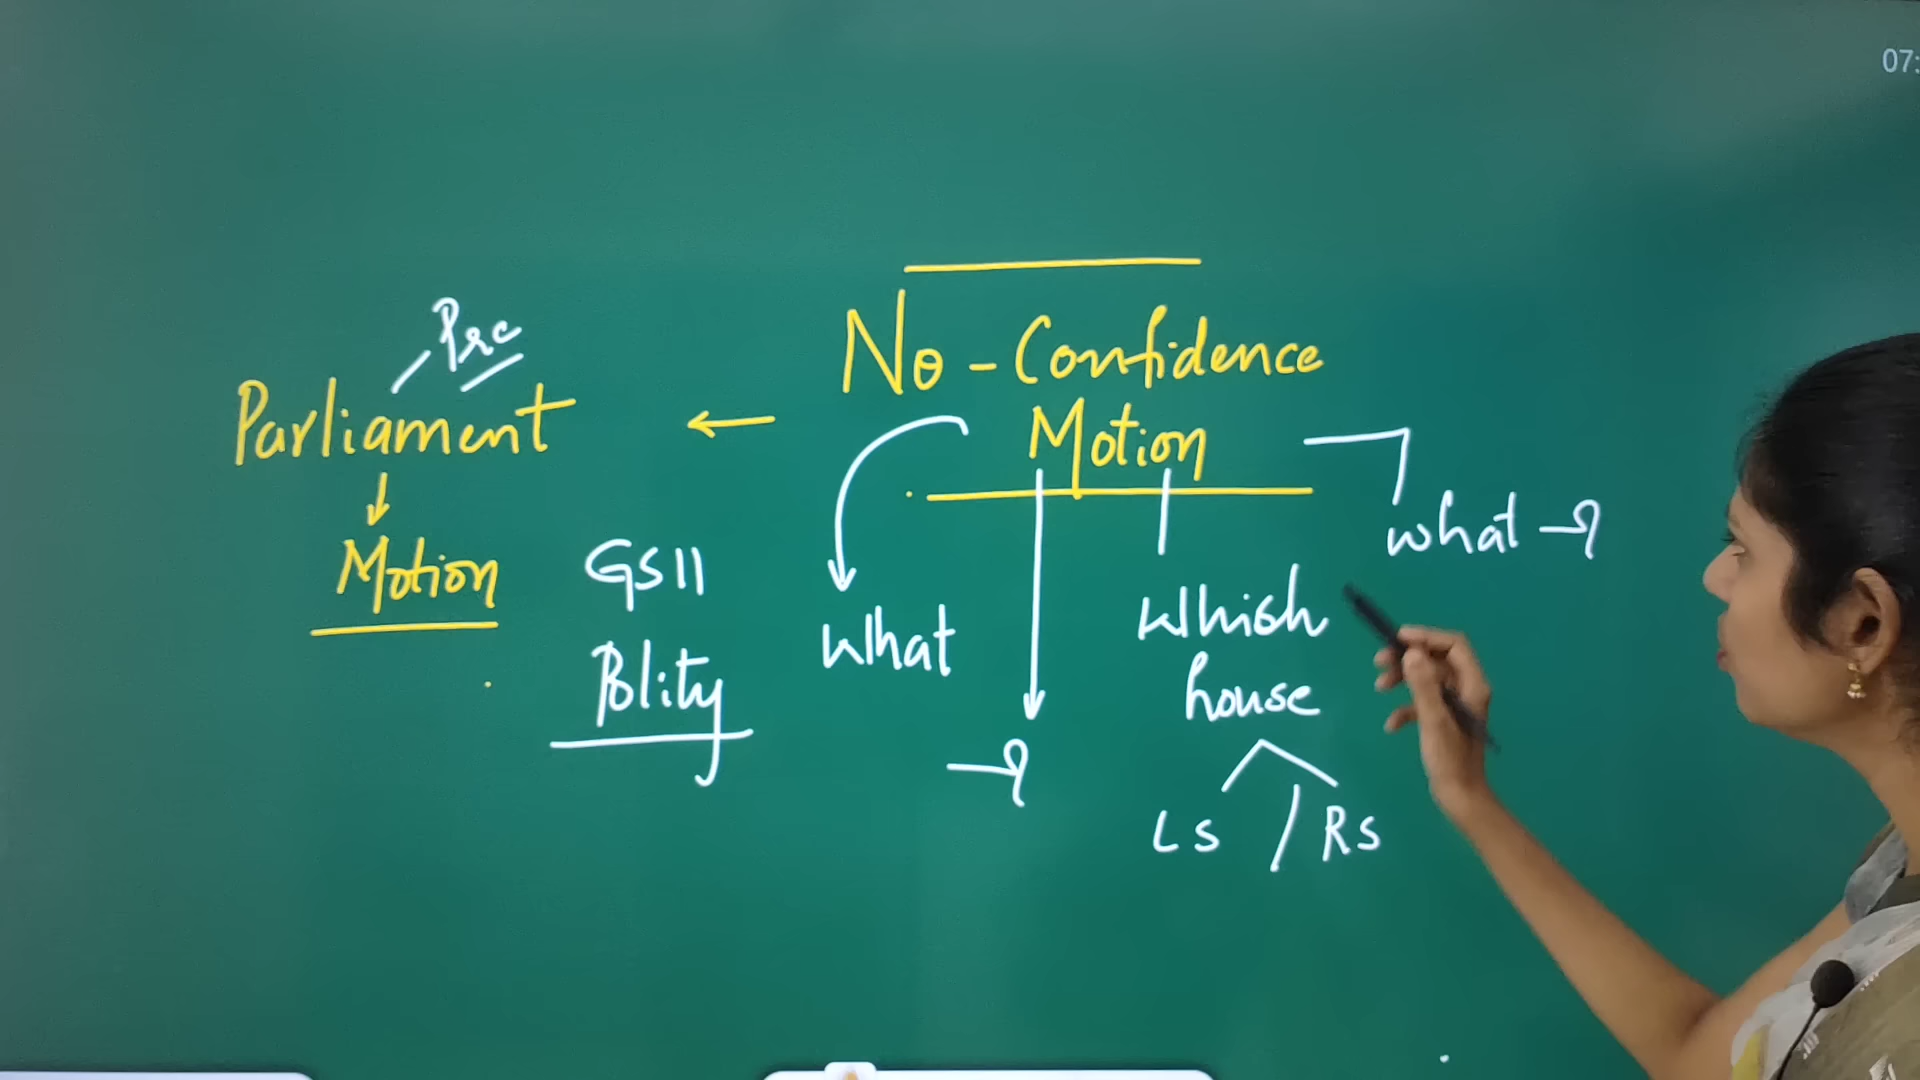 07:
No - Confidence
Motion
Pre
Parliament
Motion
GS II
Polity
What
Which
house
LS / RS
what